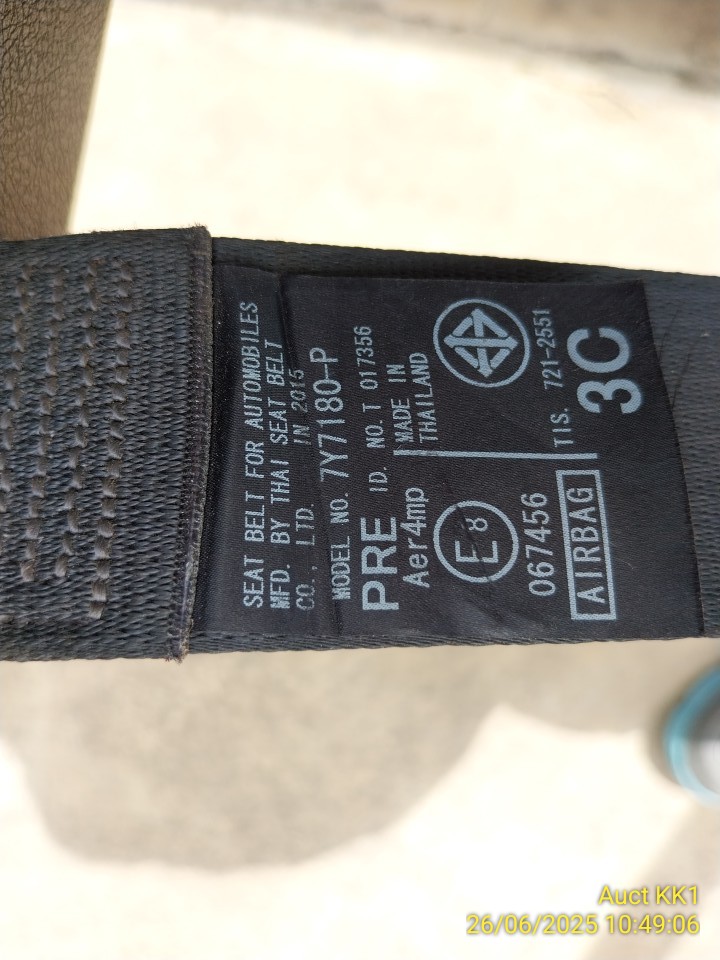 SEAT BELT FOR AUTOMOBILES
MFD. BY THAI SEAT BELT
CO., LTD. IN 2015
MODEL NO. 7Y7180-P
PRE ID. NO.T 017356
Aer4mp
MADE IN
THAILAND
E8
067456
TIS. 721-2551
AIRBAG
3C
Auct KK1
26/06/2025 10:49:06